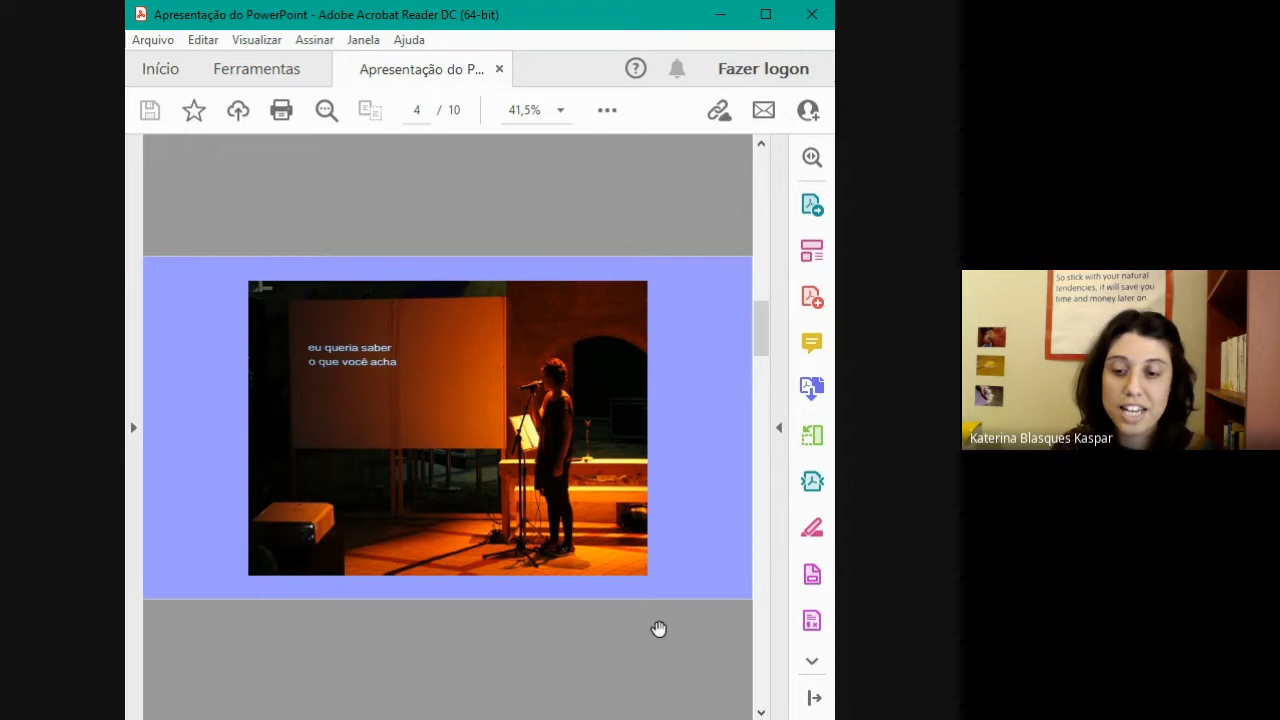 Apresentação do PowerPoint - Adobe Acrobat Reader DC (64-bit)
Arquivo Editar Visualizar Assinar Janela Ajuda
Início Ferramentas Apresentação do P... Fazer logon
4 / 10 41,5%
eu queria saber
o que você acha
So stick with your natural
tendencies, it will save you
time and money later on
Katerina Blasques Kaspar